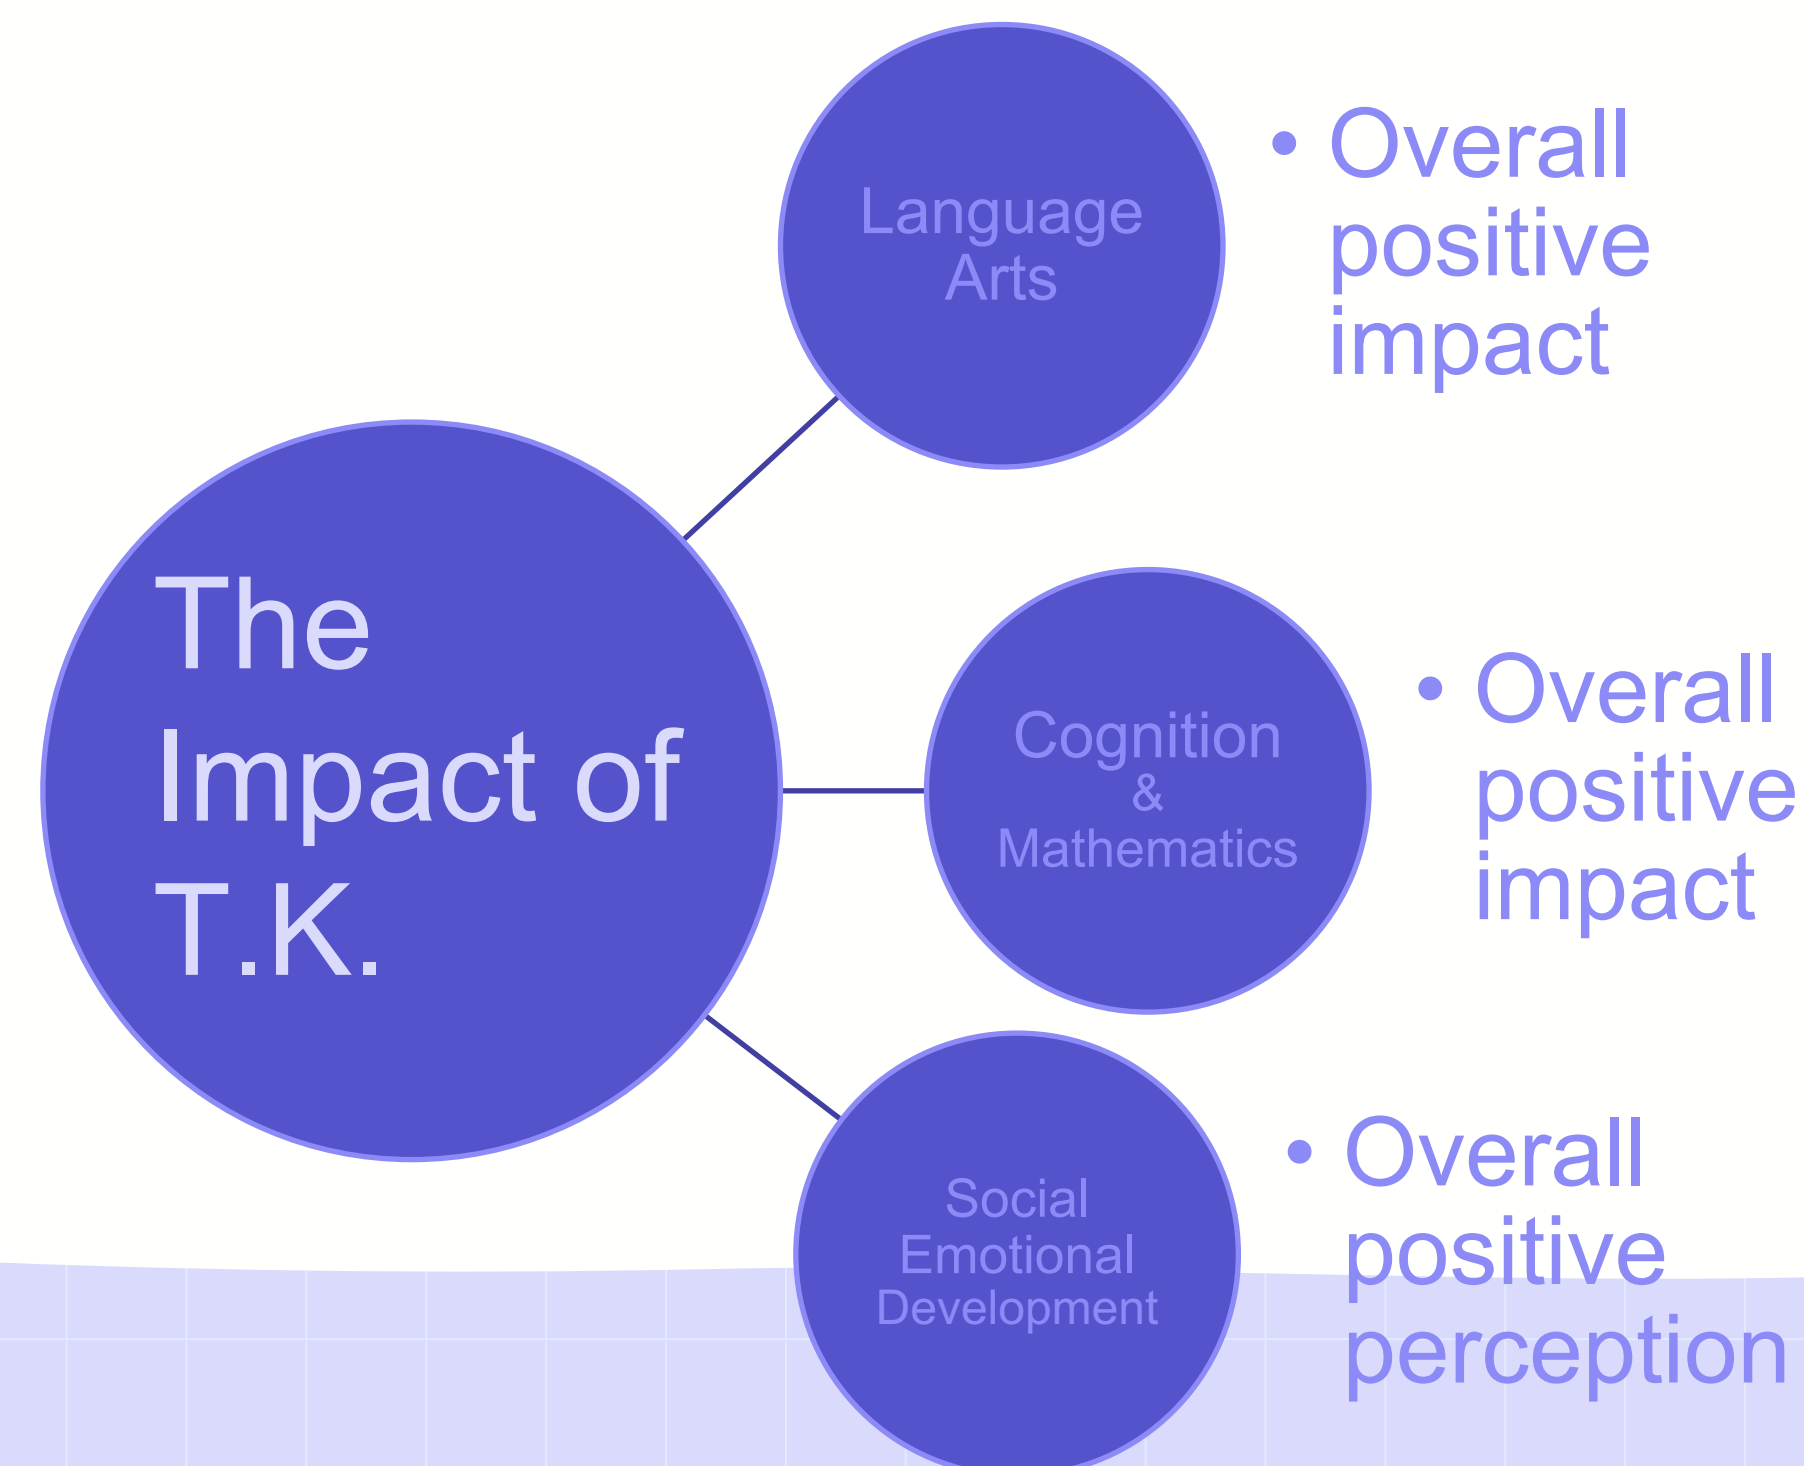 The
Impact of
T.K.
Language
Arts
• Overall
positive
impact
Cognition
&
Mathematics
• Overall
positive
impact
Social
Emotional
Development
• Overall
positive
perception